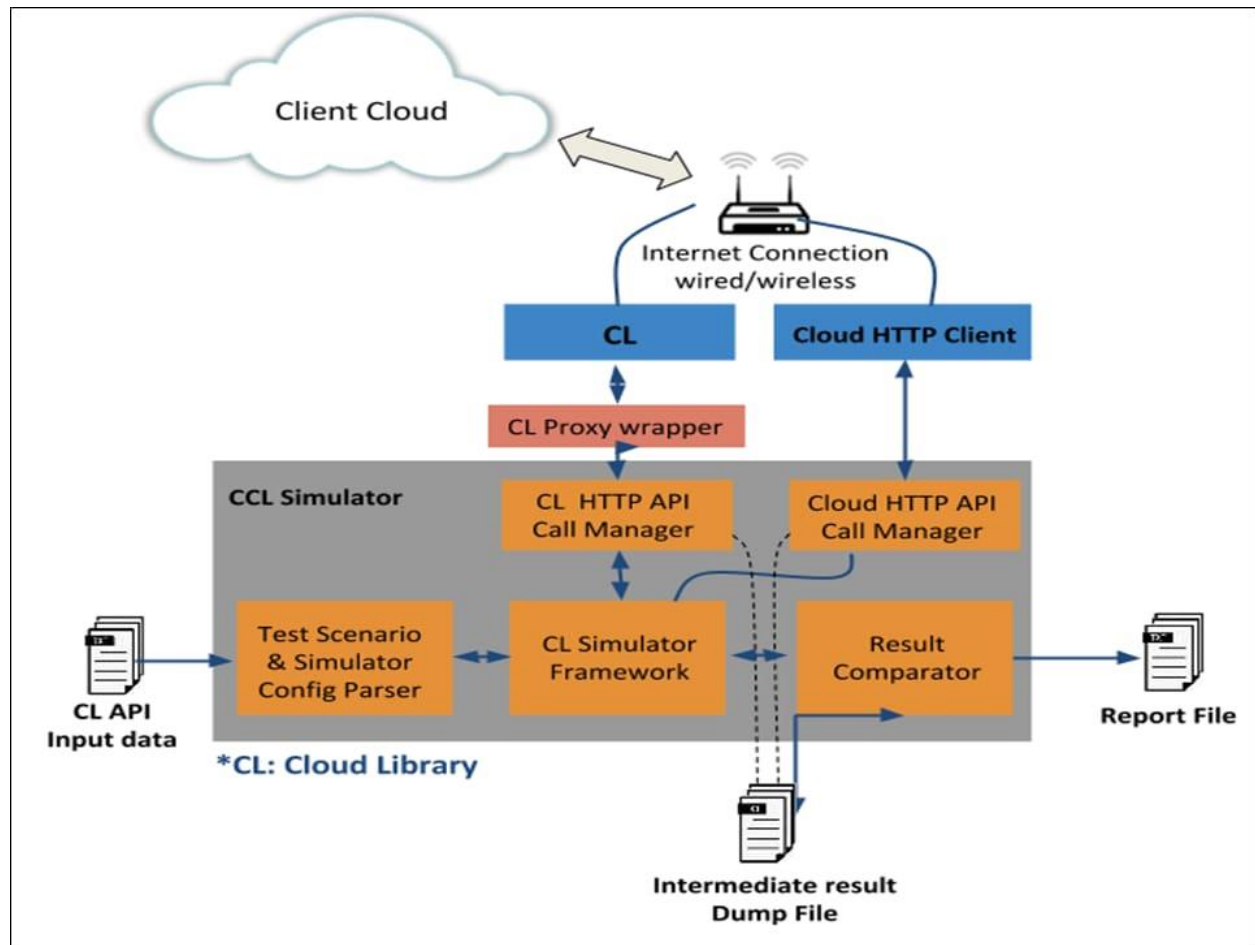 Client Cloud
Internet Connection
wired/wireless
CL
Cloud HTTP Client
CL Proxy wrapper
CCL Simulator
CL HTTP API
Call Manager
Cloud HTTP API
Call Manager
Test Scenario
& Simulator
Config Parser
CL Simulator
Framework
Result
Comparator
CL API
Input data
Report File
*CL: Cloud Library
Intermediate result
Dump File